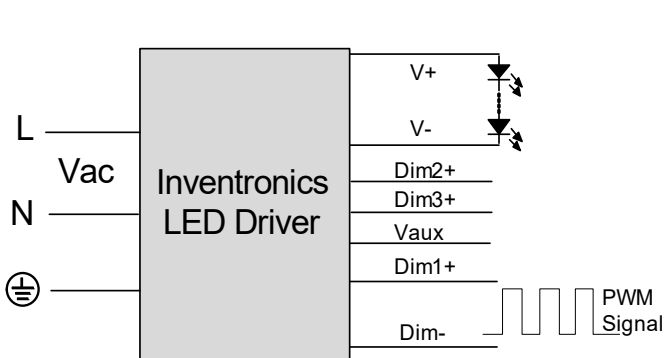 L
Vac
N
Inventronics
LED Driver
V+
V-
Dim2+
Dim3+
Vaux
Dim1+
Dim-
PWM
Signal